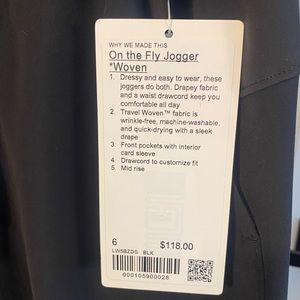 WHY WE MADE THIS
On the Fly Jogger
*Woven
1. Dressy and easy to wear, these
joggers do both. Drapey fabric
and a waist drawcord keep you
comfortable all day
2. Travel Woven™ fabric is
wrinkle-free, machine-washable,
and quick-drying with a sleek
drape
3. Front pockets with interior
card sleeve
4. Drawcord to customize fit
5. Mid rise
6 $118.00
LW5BZDS BLK
000105900028